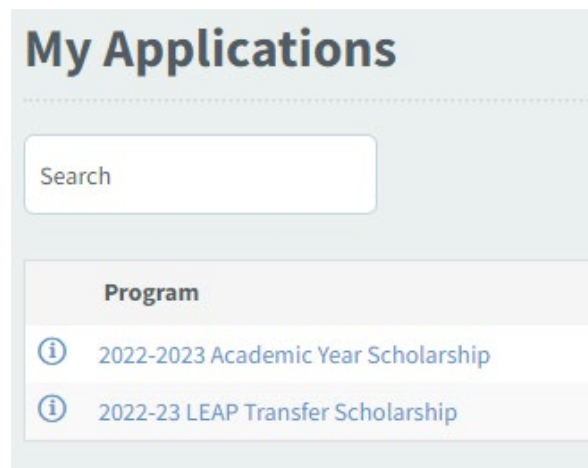 My Applications
Search
Program
2022-2023 Academic Year Scholarship
2022-23 LEAP Transfer Scholarship